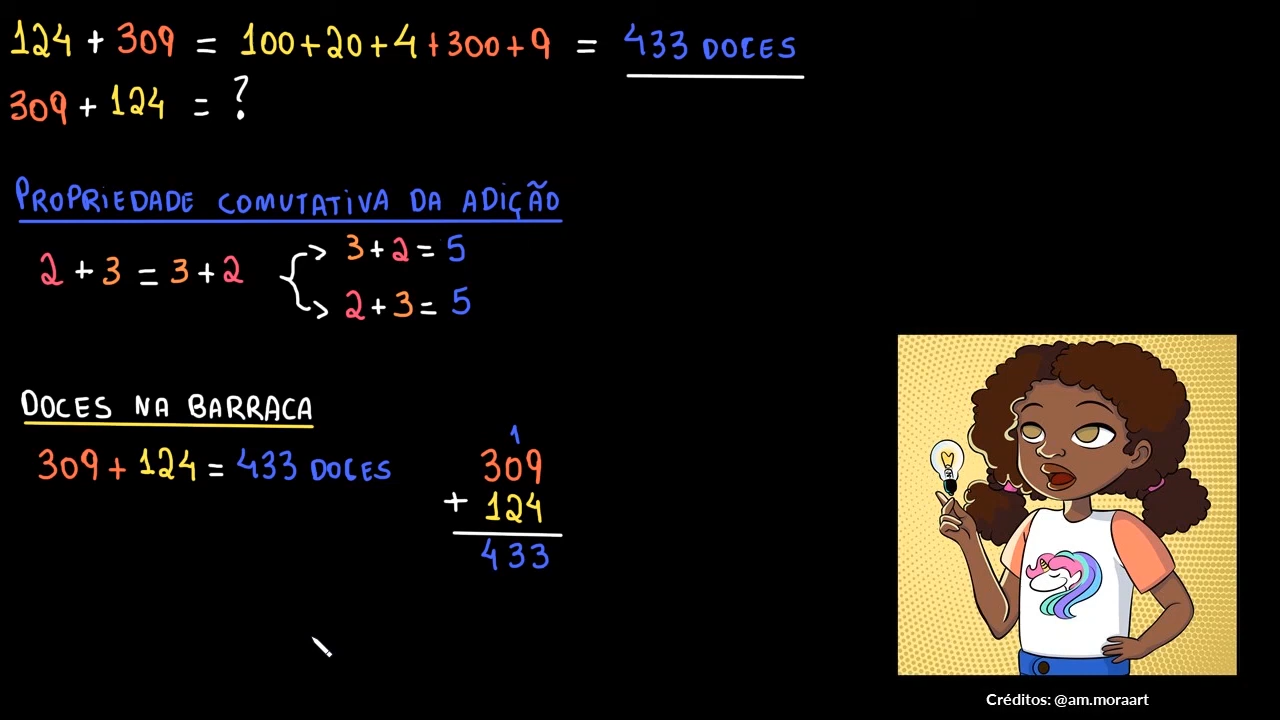 124 + 309 = 100+20+4+300+9 = 433 DOCES
309 + 124 = ?
PROPRIEDADE COMUTATIVA DA ADIÇÃO
2 + 3 = 3 + 2
3 + 2 = 5
2 + 3 = 5
DOCES NA BARRACA
309 + 124 = 433 DOCES
1
309
+ 124
433
Créditos: @am.moraart